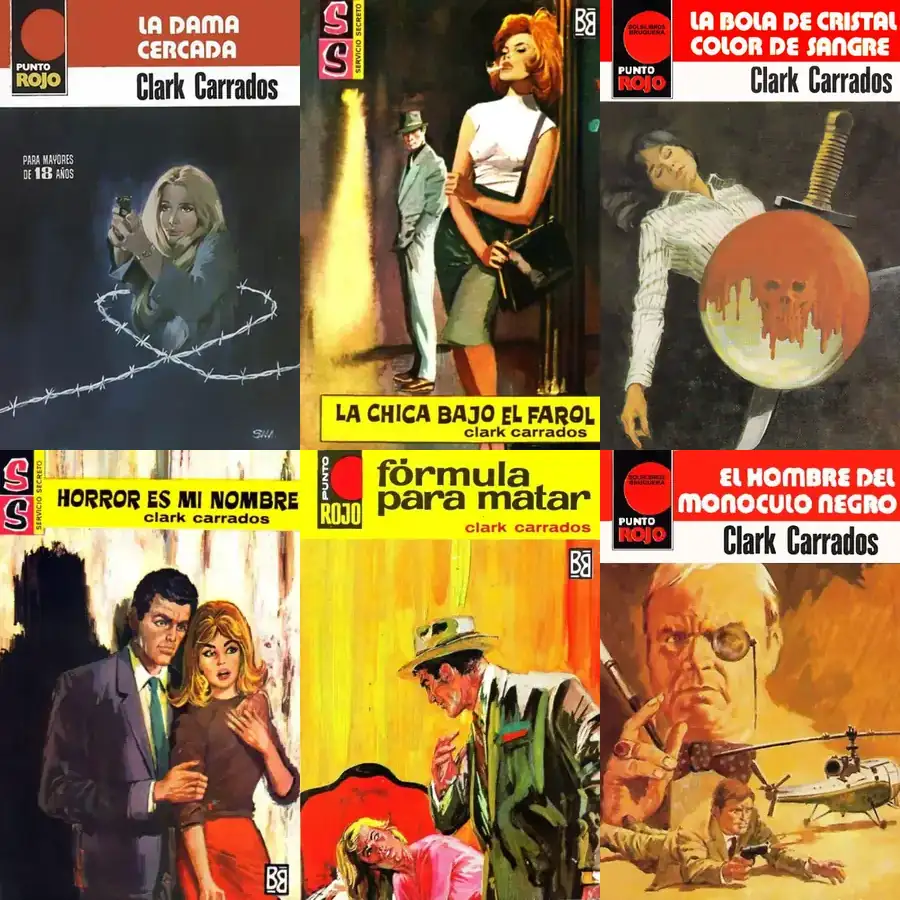 PUNTO
ROJO
LA DAMA
CERCADA
Clark Carrados
PARA MAYORES
DE 18 AÑOS
S
S
SERVICIO SECRETO
BB
LA CHICA BAJO EL FAROL
clark carrados
BOLSILIBROS
BRUGUERA
PUNTO
ROJO
LA BOLA DE CRISTAL
COLOR DE SANGRE
Clark Carrados
S
S
SERVICIO SECRETO
HORROR ES MI NOMBRE
clark carrados
BB
PUNTO
ROJO
fórmula
para matar
clark carrados
BB
BOLSILIBROS
BRUGUERA
PUNTO
ROJO
EL HOMBRE DEL
MONOCULO NEGRO
Clark Carrados